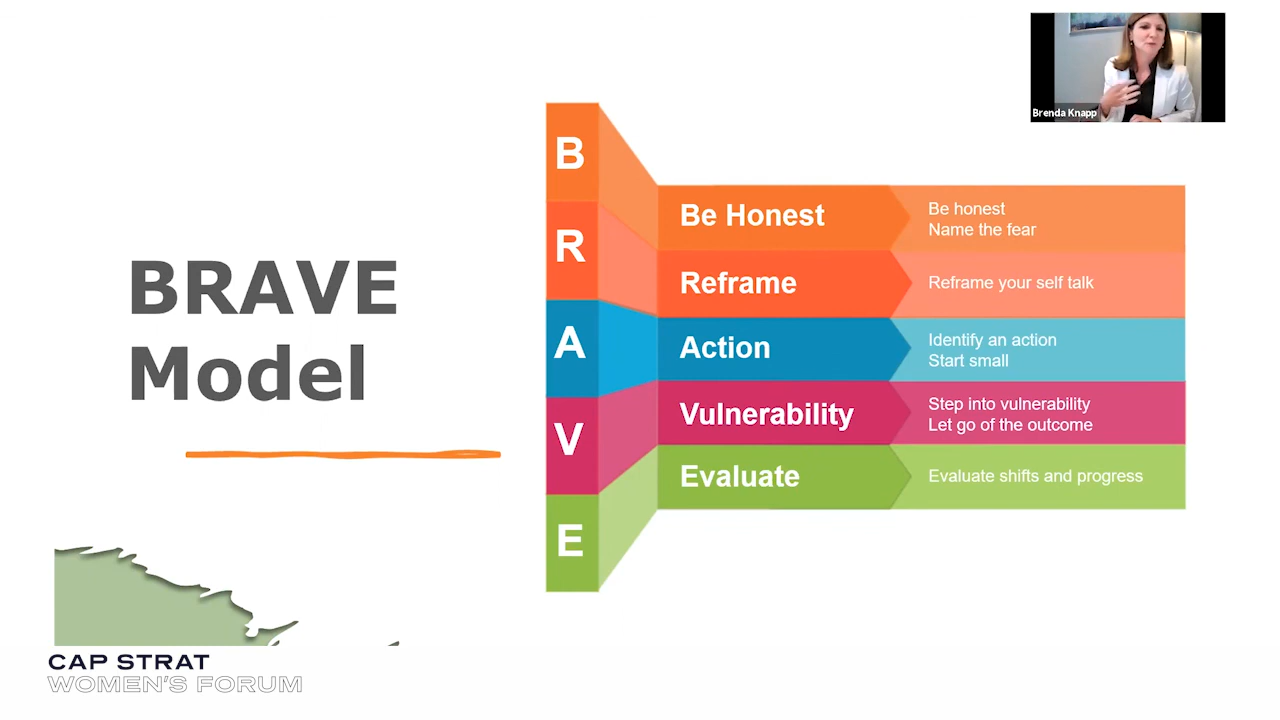 Brenda Knapp
BRAVE
Model
B
R
A
V
E
Be Honest
Be honest
Name the fear
Reframe
Reframe your self talk
Action
Identify an action
Start small
Vulnerability
Step into vulnerability
Let go of the outcome
Evaluate
Evaluate shifts and progress
CAP STRAT
WOMEN'S FORUM